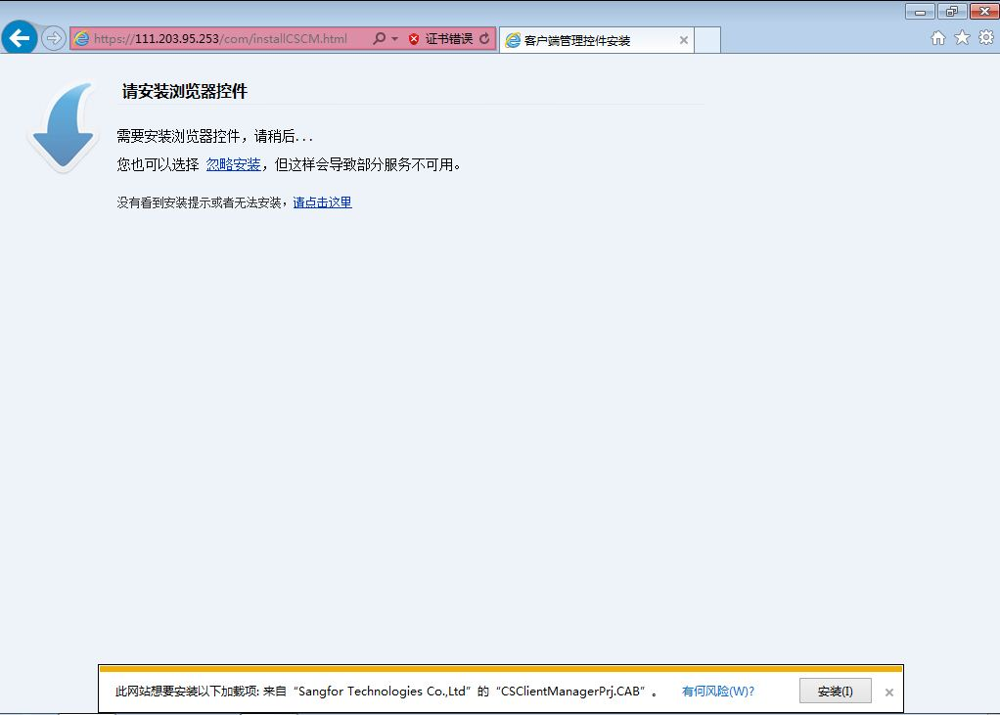 https://111.203.95.253/com/installCSCM.html 证书错误 客户端管理控件安装
请安装浏览器控件
需要安装浏览器控件，请稍后...
您也可以选择 忽略安装，但这样会导致部分服务不可用。
没有看到安装提示或者无法安装，请点击这里
此网站想要安装以下加载项: 来自“Sangfor Technologies Co.,Ltd”的“CSClientManagerPrj.CAB”。 有何风险(W)? 安装(I)